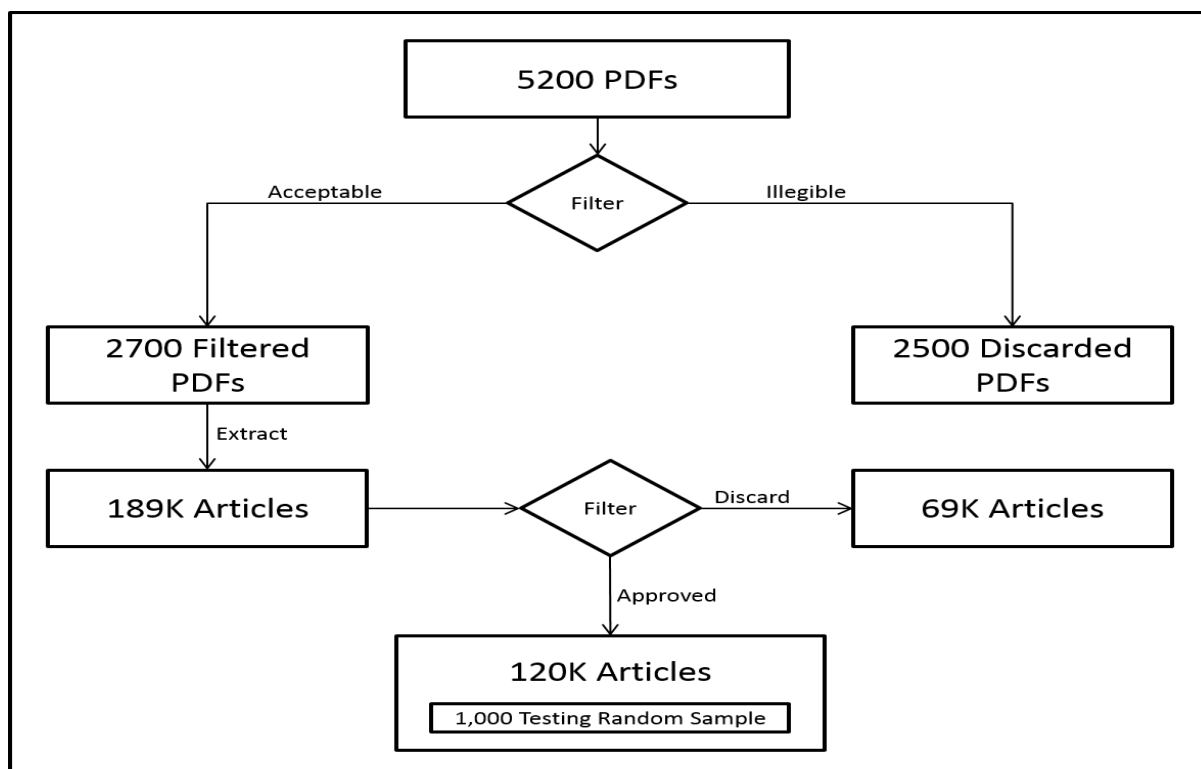 5200 PDFs
Acceptable
Filter
Illegible
2700 Filtered
PDFs
2500 Discarded
PDFs
Extract
189K Articles
Filter
Discard
69K Articles
Approved
120K Articles
1,000 Testing Random Sample